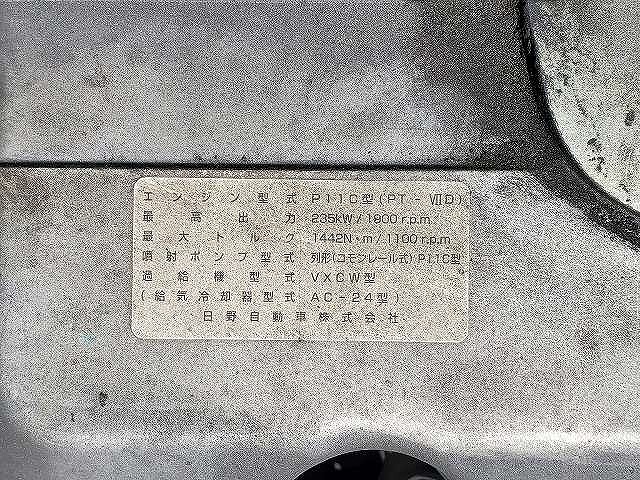 エンジン型式 P11C型(PT-ⅦD)
最高出力 235kW/1900r.p.m
最大トルク 1442N・m/1100r.p.m
噴射ポンプ型式 列形(コモンレール式)P11C型
過給機型式 VXCW型
(給気冷却器型式 AC-24型)
日野自動車株式会社